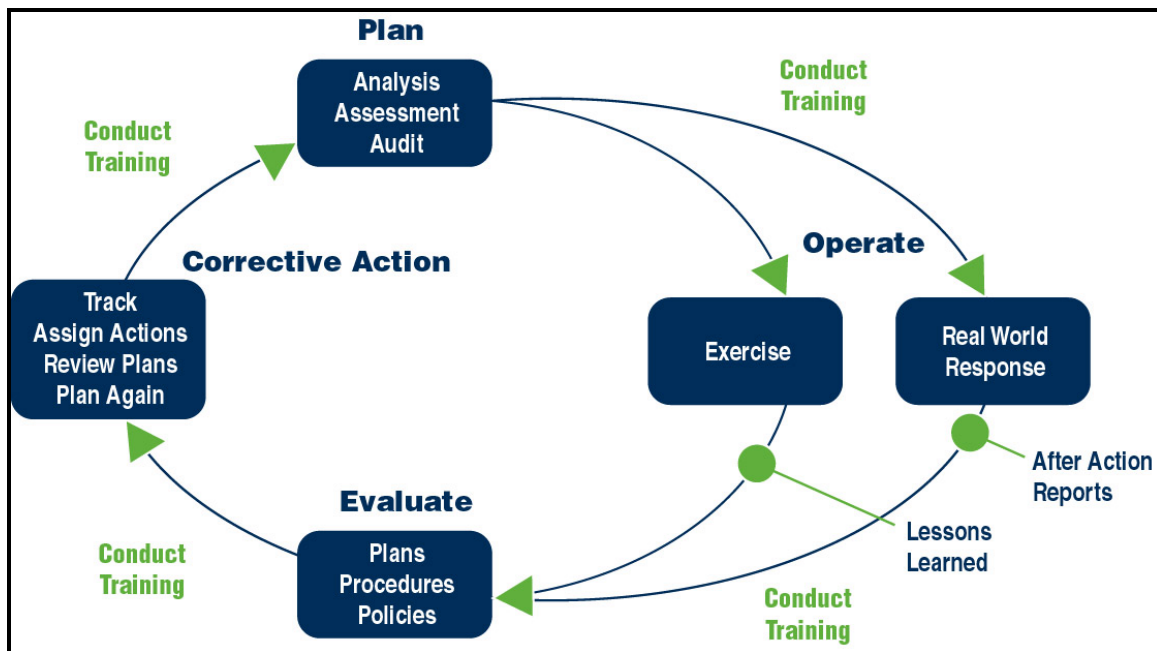 Plan
Analysis
Assessment
Audit
Conduct
Training
Conduct
Training
Operate
Corrective Action
Track
Assign Actions
Review Plans
Plan Again
Exercise
Real World
Response
After Action
Reports
Lessons
Learned
Evaluate
Plans
Procedures
Policies
Conduct
Training
Conduct
Training